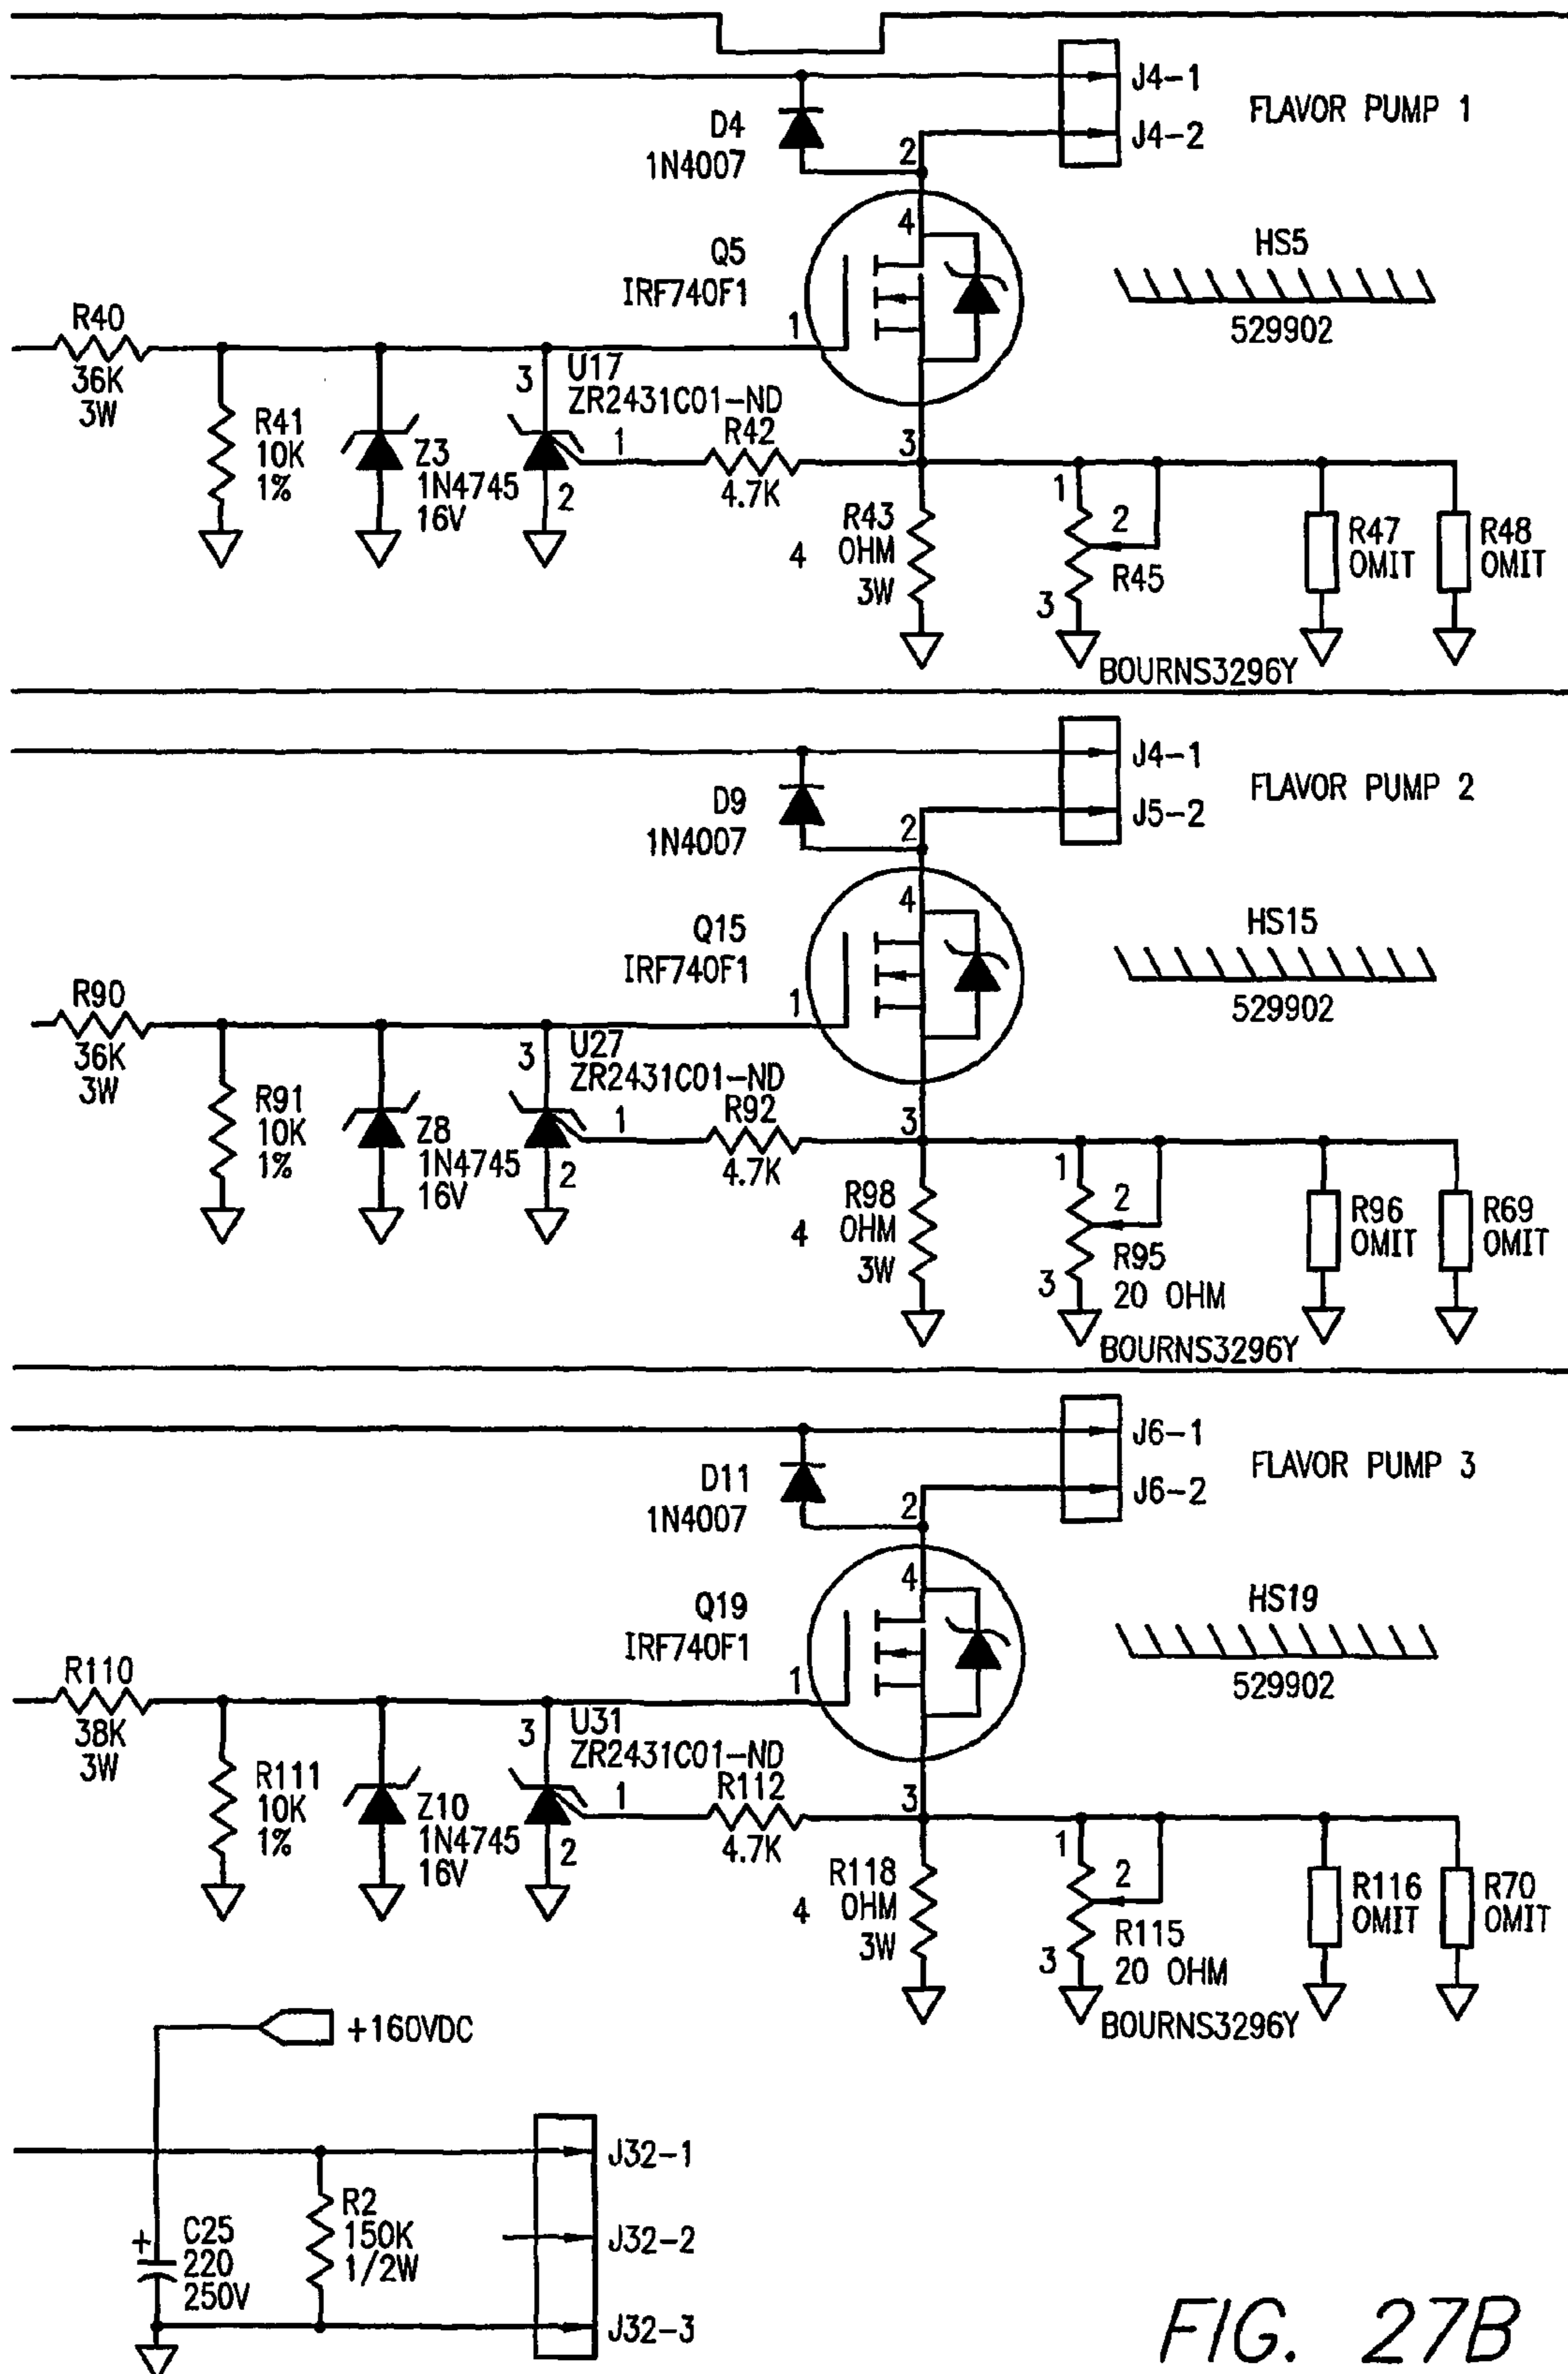 J4-1
FLAVOR PUMP 1
D4
J4-2
1N4007
2
4
Q5
IRF740F1
HS5
529902
R40
36K
3W
1
3
U17
ZR2431C01-ND
R41
10K
1%
Z3
1N4745
16V
1
2
R42
4.7K
3
R43
4 OHM
3W
1
2
R45
3
BOURNS3296Y
R47
OMIT
R48
OMIT
J4-1
FLAVOR PUMP 2
D9
J5-2
1N4007
2
4
Q15
IRF740F1
HS15
529902
R90
36K
3W
1
3
U27
ZR2431C01-ND
R91
10K
1%
Z8
1N4745
16V
1
2
R92
4.7K
3
R98
4 OHM
3W
1
2
R95
3
20 OHM
BOURNS3296Y
R96
OMIT
R69
OMIT
J6-1
FLAVOR PUMP 3
D11
J6-2
1N4007
2
4
Q19
IRF740F1
HS19
529902
R110
38K
3W
1
3
U31
ZR2431C01-ND
R111
10K
1%
Z10
1N4745
16V
1
2
R112
4.7K
3
R118
4 OHM
3W
1
2
R115
3
20 OHM
BOURNS3296Y
R116
OMIT
R70
OMIT
+160VDC
J32-1
R2
150K
1/2W
+
C25
220
250V
J32-2
J32-3
FIG. 27B